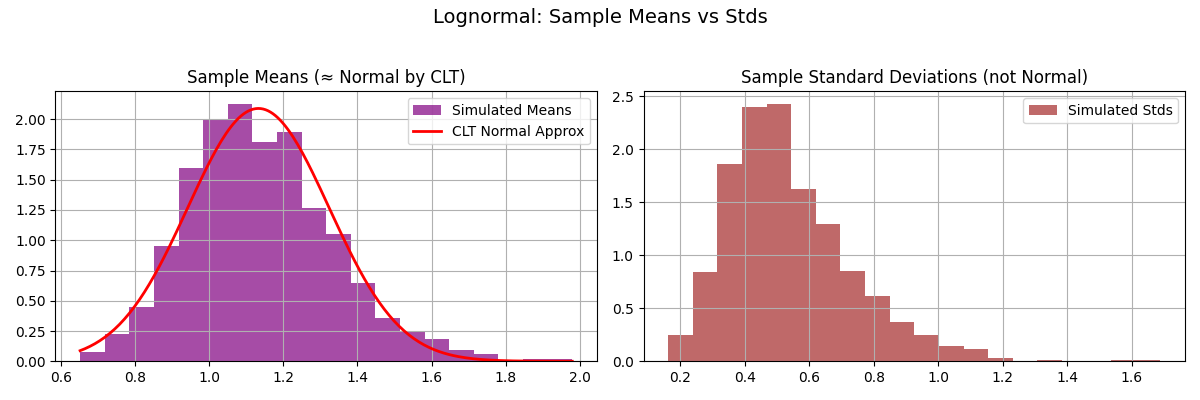 Lognormal: Sample Means vs Stds
Sample Means (≈ Normal by CLT)
Simulated Means
CLT Normal Approx
2.00
1.75
1.50
1.25
1.00
0.75
0.50
0.25
0.00
0.6 0.8 1.0 1.2 1.4 1.6 1.8 2.0
Sample Standard Deviations (not Normal)
Simulated Stds
2.5
2.0
1.5
1.0
0.5
0.0
0.2 0.4 0.6 0.8 1.0 1.2 1.4 1.6